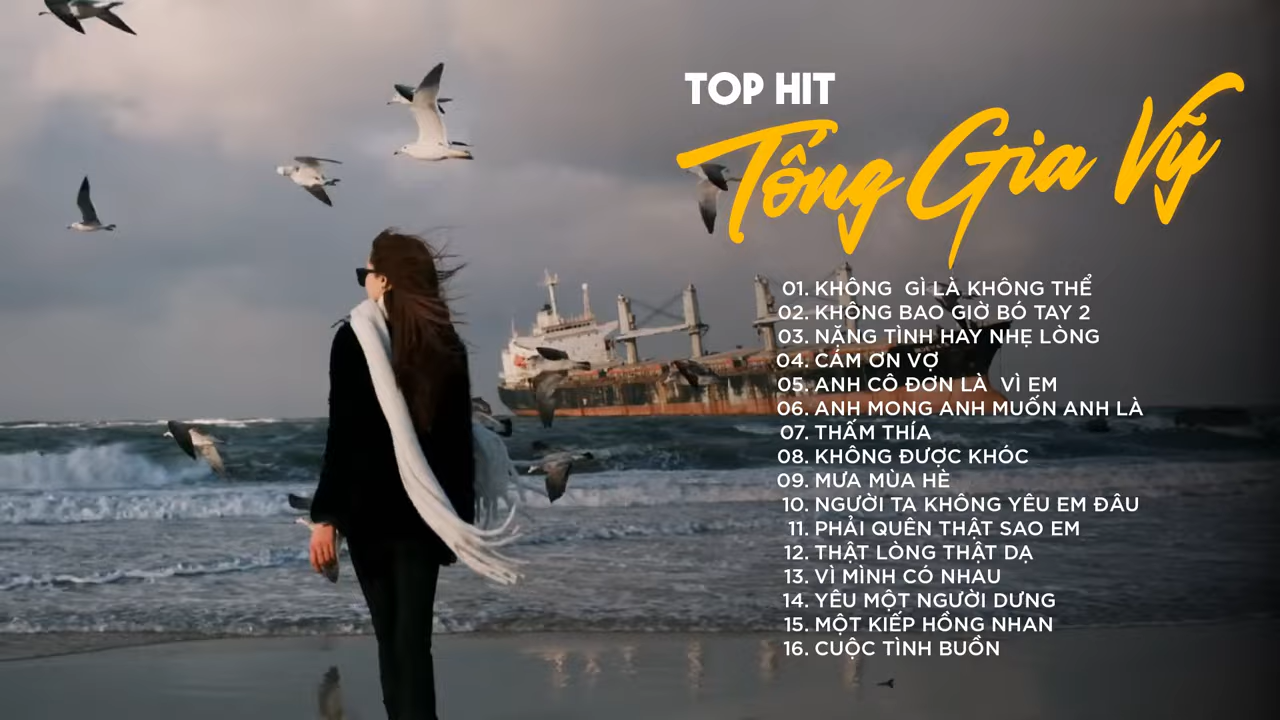 TOP HIT
Tống Gia Vỹ
01. KHÔNG GÌ LÀ KHÔNG THỂ
02. KHÔNG BAO GIỜ BÓ TAY 2
03. NẶNG TÌNH HAY NHẸ LÒNG
04. CÁM ƠN VỢ
05. ANH CÔ ĐƠN LÀ VÌ EM
06. ANH MONG ANH MUỐN ANH LÀ
07. THẤM THÍA
08. KHÔNG ĐƯỢC KHÓC
09. MƯA MÙA HÈ
10. NGƯỜI TA KHÔNG YÊU EM ĐÂU
11. PHẢI QUÊN THẬT SAO EM
12. THẬT LÒNG THẬT DẠ
13. VÌ MÌNH CÓ NHAU
14. YÊU MỘT NGƯỜI DƯNG
15. MỘT KIẾP HỒNG NHAN
16. CUỘC TÌNH BUỒN